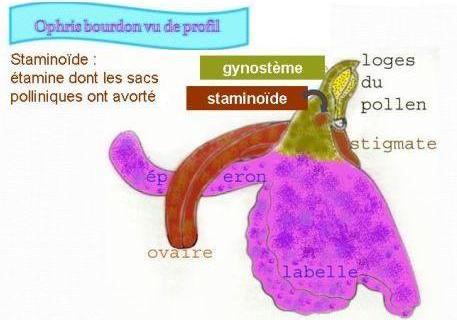 Ophris bourdon vu de profil
Staminoïde :
étamine dont les sacs
polliniques ont avorté
gynostème
staminoïde
loges
du
pollen
stigmate
ép eron
ovaire
labelle